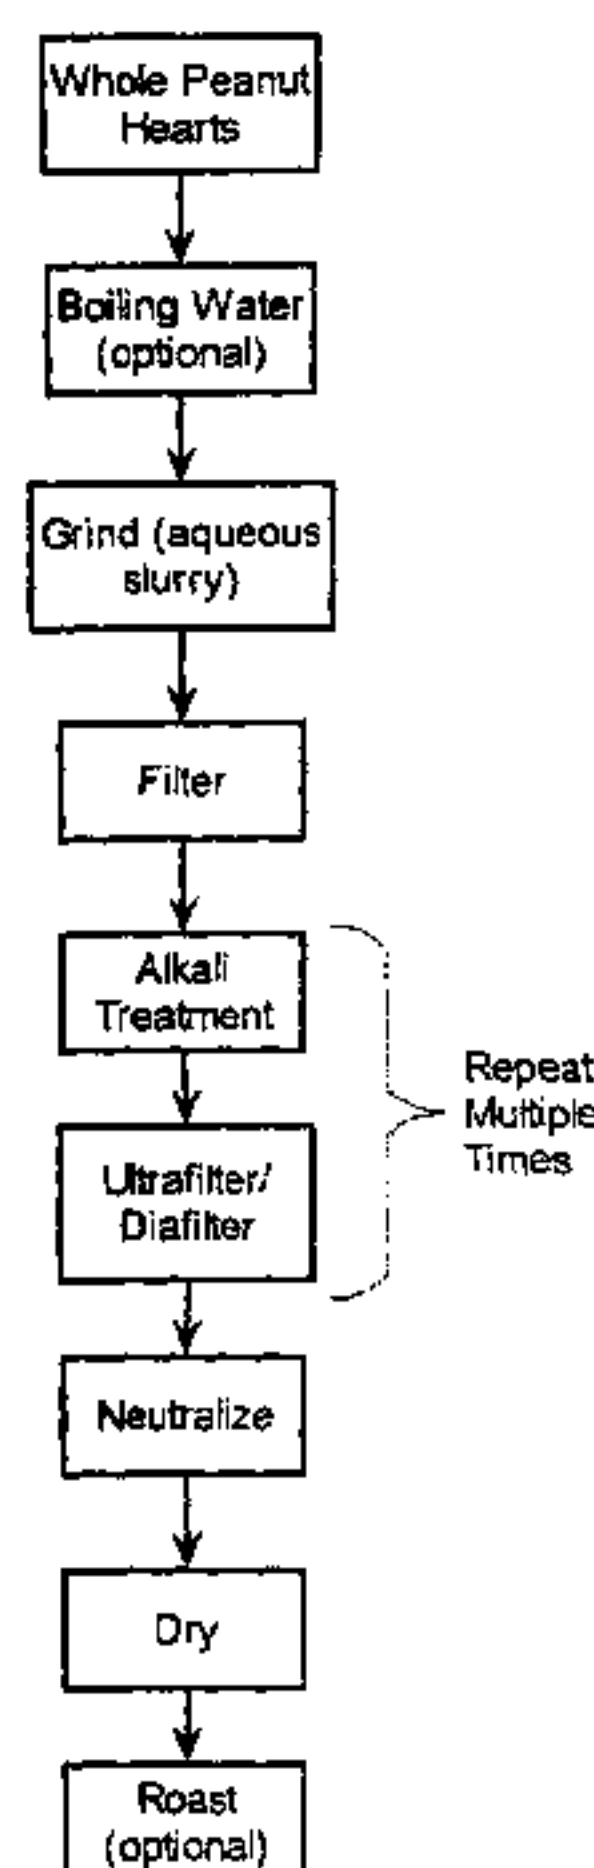 Whole Peanut
Hearts
Boiling Water
(optional)
Grind (aqueous
slurry)
Filter
Alkali
Treatment
Repeat
Multiple
Times
Ultrafilter/
Diafilter
Neutralize
Dry
Roast
(optional)